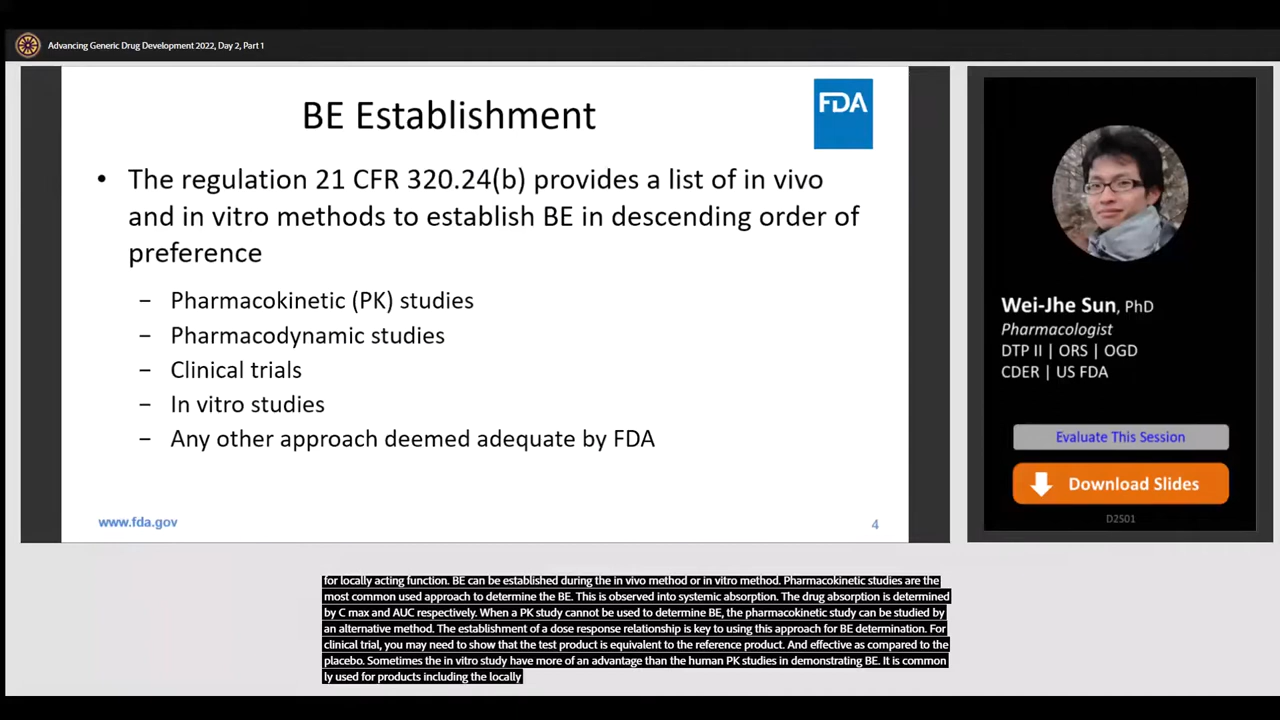 Advancing Generic Drug Development 2022, Day 2, Part 1
BE Establishment
FDA
• The regulation 21 CFR 320.24(b) provides a list of in vivo
and in vitro methods to establish BE in descending order of
preference
− Pharmacokinetic (PK) studies
− Pharmacodynamic studies
− Clinical trials
− In vitro studies
− Any other approach deemed adequate by FDA
www.fda.gov
4
Wei-Jhe Sun, PhD
Pharmacologist
DTP II | ORS | OGD
CDER | US FDA
Evaluate This Session
Download Slides
D2S01
for locally acting function. BE can be established during the in vivo method or in vitro method. Pharmacokinetic studies are the
most common used approach to determine the BE. This is observed into systemic absorption. The drug absorption is determined
by C max and AUC respectively. When a PK study cannot be used to determine BE, the pharmacokinetic study can be studied by
an alternative method. The establishment of a dose response relationship is key to using this approach for BE determination. For
clinical trial, you may need to show that the test product is equivalent to the reference product. And effective as compared to the
placebo. Sometimes the in vitro study have more of an advantage than the human PK studies in demonstrating BE. It is common
ly used for products including the locally